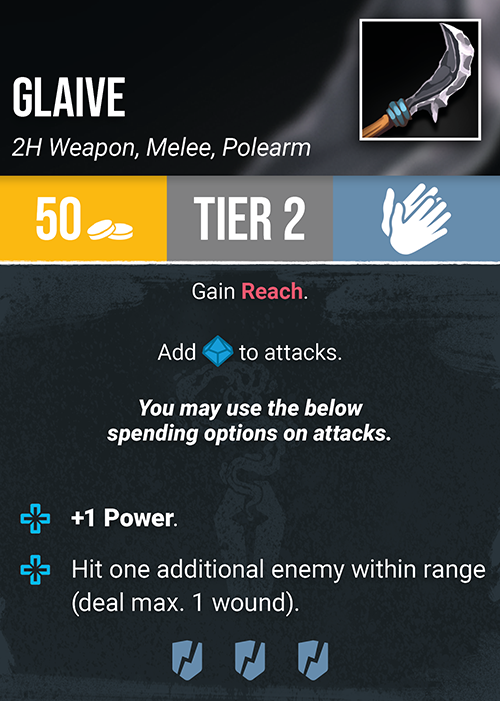 GLAIVE
2H Weapon, Melee, Polearm
50
TIER 2
Gain Reach.
Add to attacks.
You may use the below
spending options on attacks.
+1 Power.
Hit one additional enemy within range
(deal max. 1 wound).